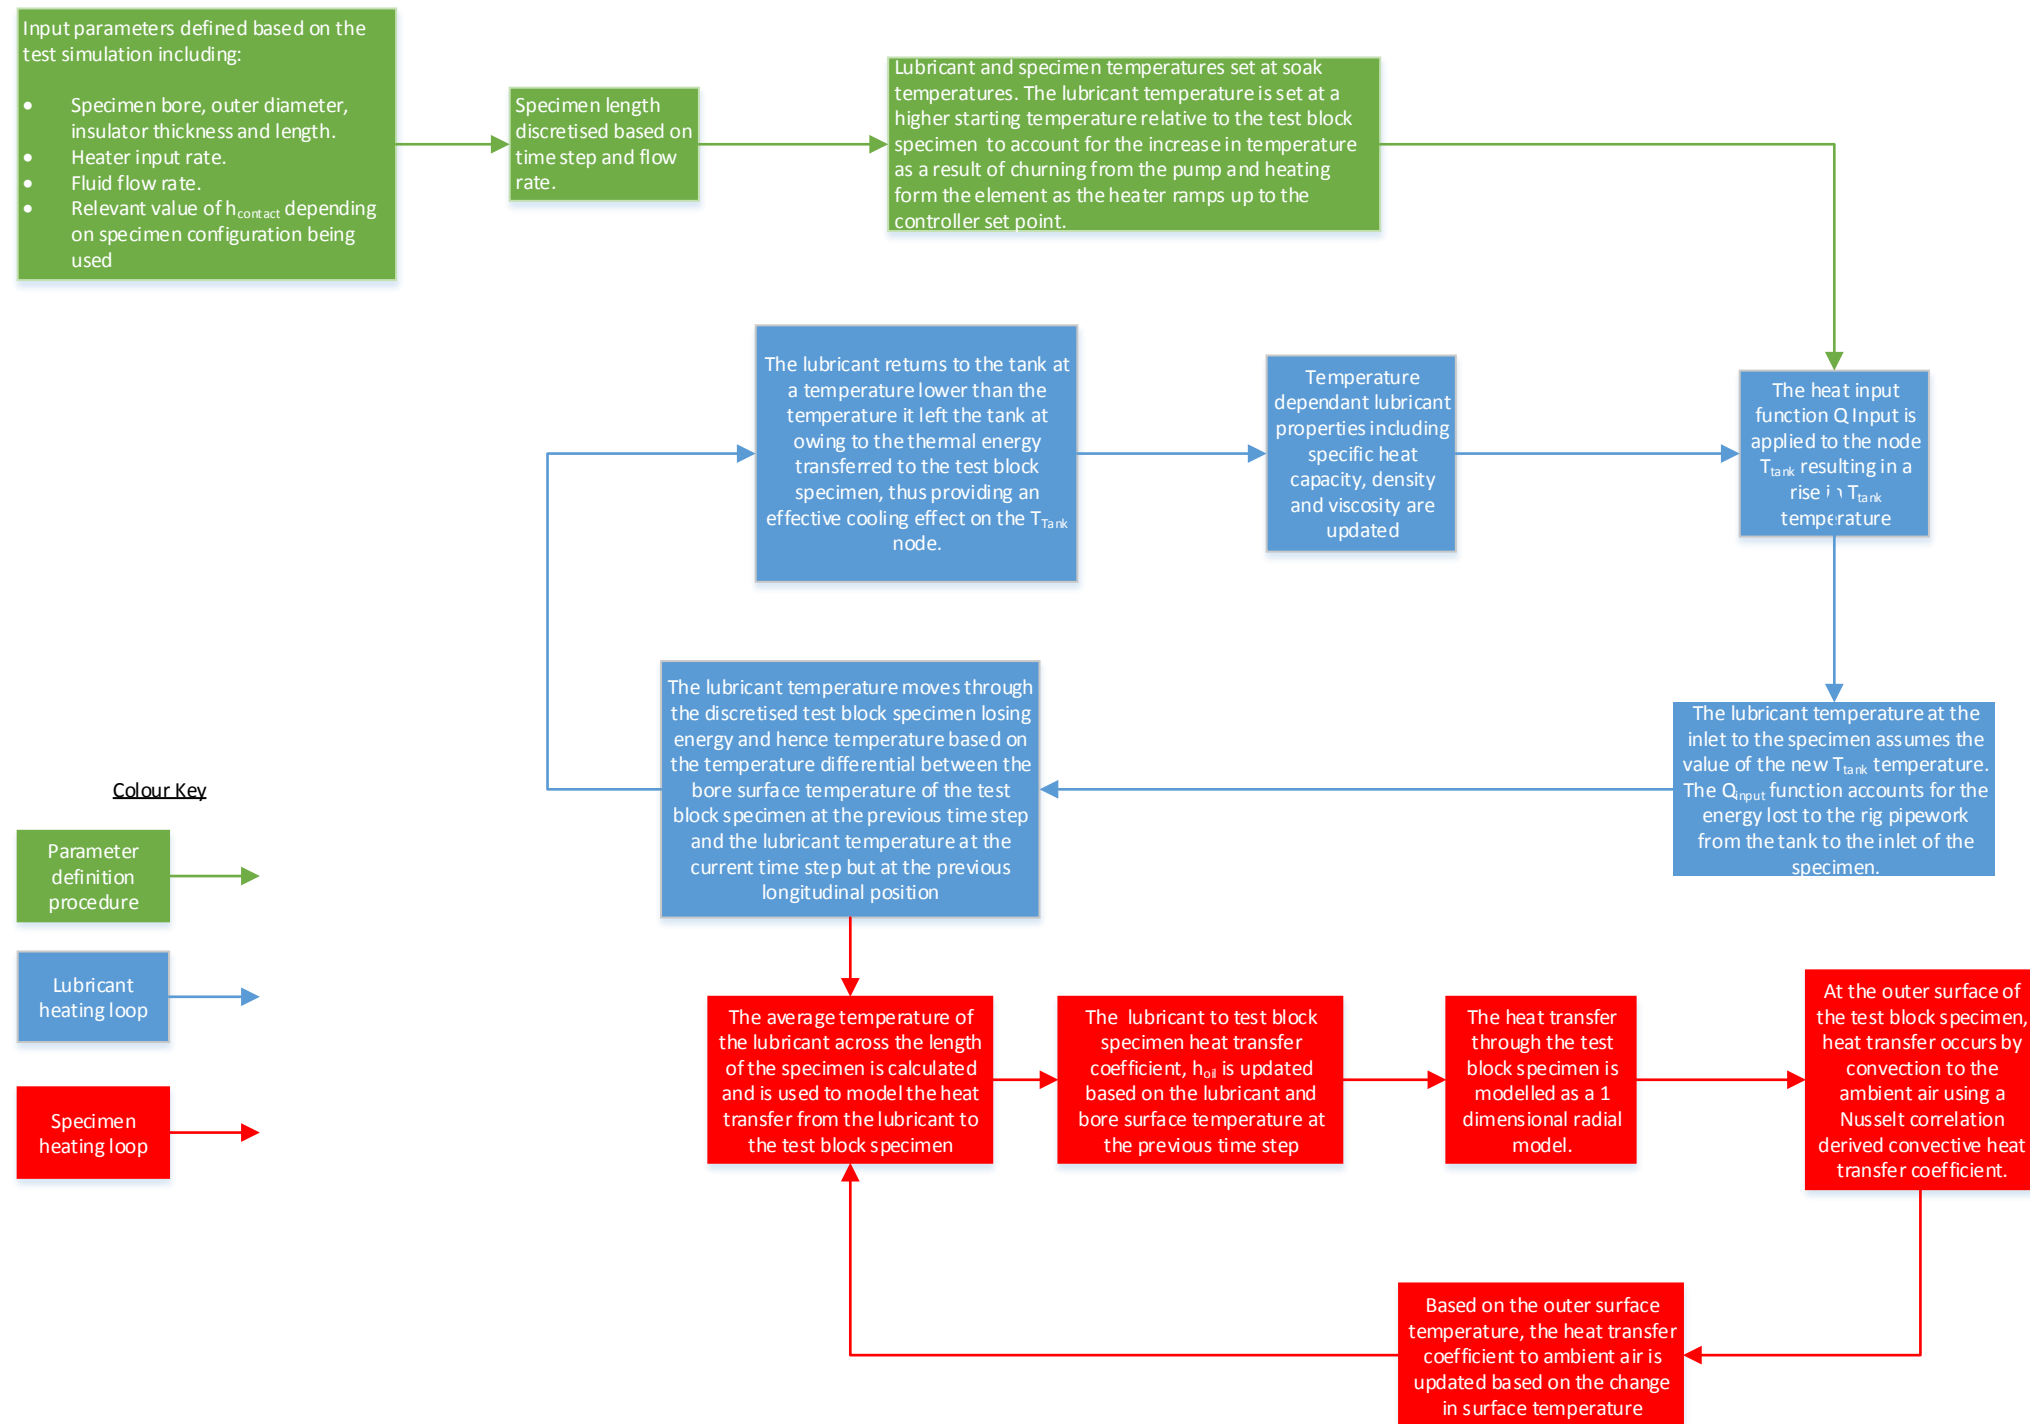 Input parameters defined based on the
test simulation including:
• Specimen bore, outer diameter,
insulator thickness and length.
• Heater input rate.
• Fluid flow rate.
• Relevant value of hcontact depending
on specimen configuration being
used
Specimen length
discretised based on
time step and flow
rate.
Lubricant and specimen temperatures set at soak
temperatures. The lubricant temperature is set at a
higher starting temperature relative to the test block
specimen to account for the increase in temperature
as a result of churning from the pump and heating
form the element as the heater ramps up to the
controller set point.
The lubricant returns to the tank at
a temperature lower than the
temperature it left the tank at
owing to the thermal energy
transferred to the test block
specimen, thus providing an
effective cooling effect on the TTank
node.
Temperature
dependant lubricant
properties including
specific heat
capacity, density
and viscosity are
updated
The heat input
function Q Input is
applied to the node
Ttank resulting in a
rise in Ttank
temperature
The lubricant temperature moves through
the discretised test block specimen losing
energy and hence temperature based on
the temperature differential between the
bore surface temperature of the test
block specimen at the previous time step
and the lubricant temperature at the
current time step but at the previous
longitudinal position
The lubricant temperature at the
inlet to the specimen assumes the
value of the new Ttank temperature.
The Qinput function accounts for the
energy lost to the rig pipework
from the tank to the inlet of the
specimen.
Colour Key
Parameter
definition
procedure
Lubricant
heating loop
Specimen
heating loop
The average temperature of
the lubricant across the length
of the specimen is calculated
and is used to model the heat
transfer from the lubricant to
the test block specimen
The lubricant to test block
specimen heat transfer
coefficient, hoil is updated
based on the lubricant and
bore surface temperature at
the previous time step
The heat transfer
through the test
block specimen is
modelled as a 1
dimensional radial
model.
At the outer surface of
the test block specimen,
heat transfer occurs by
convection to the
ambient air using a
Nusselt correlation
derived convective heat
transfer coefficient.
Based on the outer surface
temperature, the heat transfer
coefficient to ambient air is
updated based on the change
in surface temperature